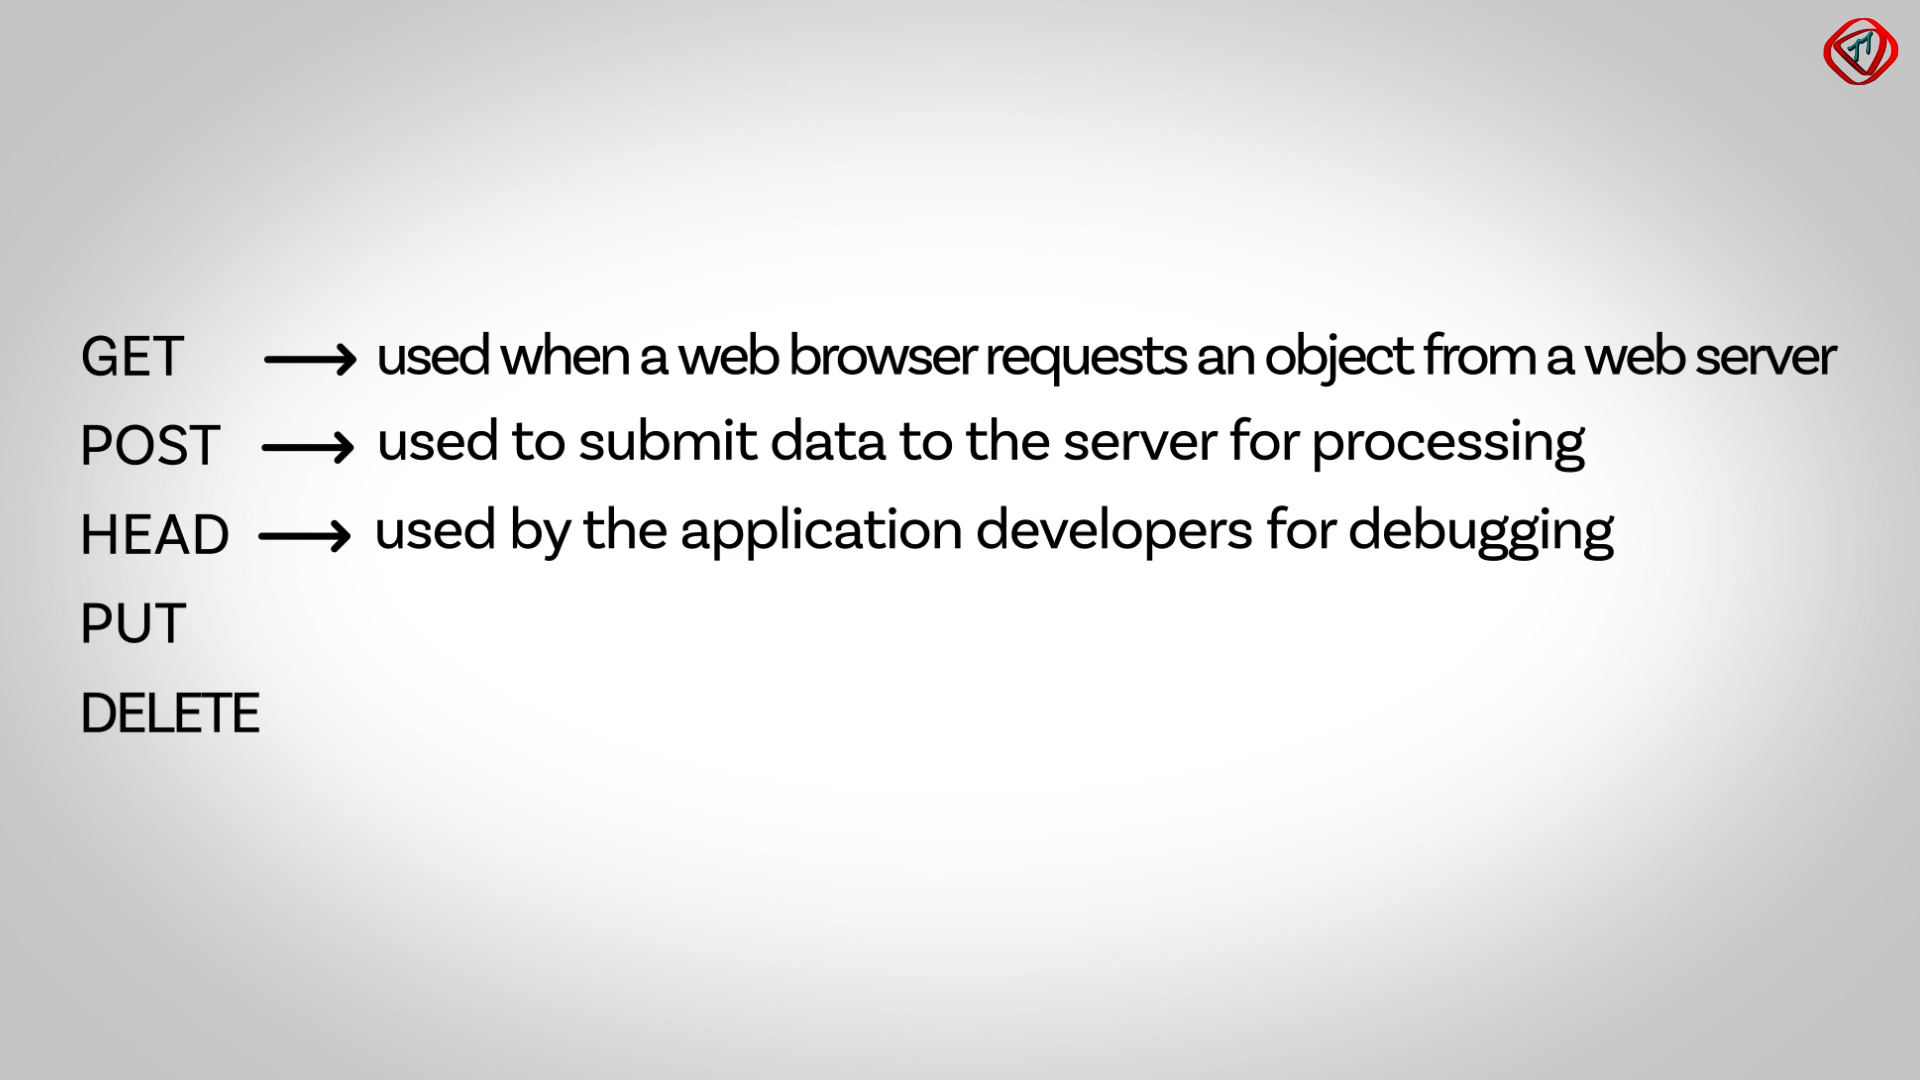 GET ⟶ used when a web browser requests an object from a web server
POST ⟶ used to submit data to the server for processing
HEAD ⟶ used by the application developers for debugging
PUT
DELETE